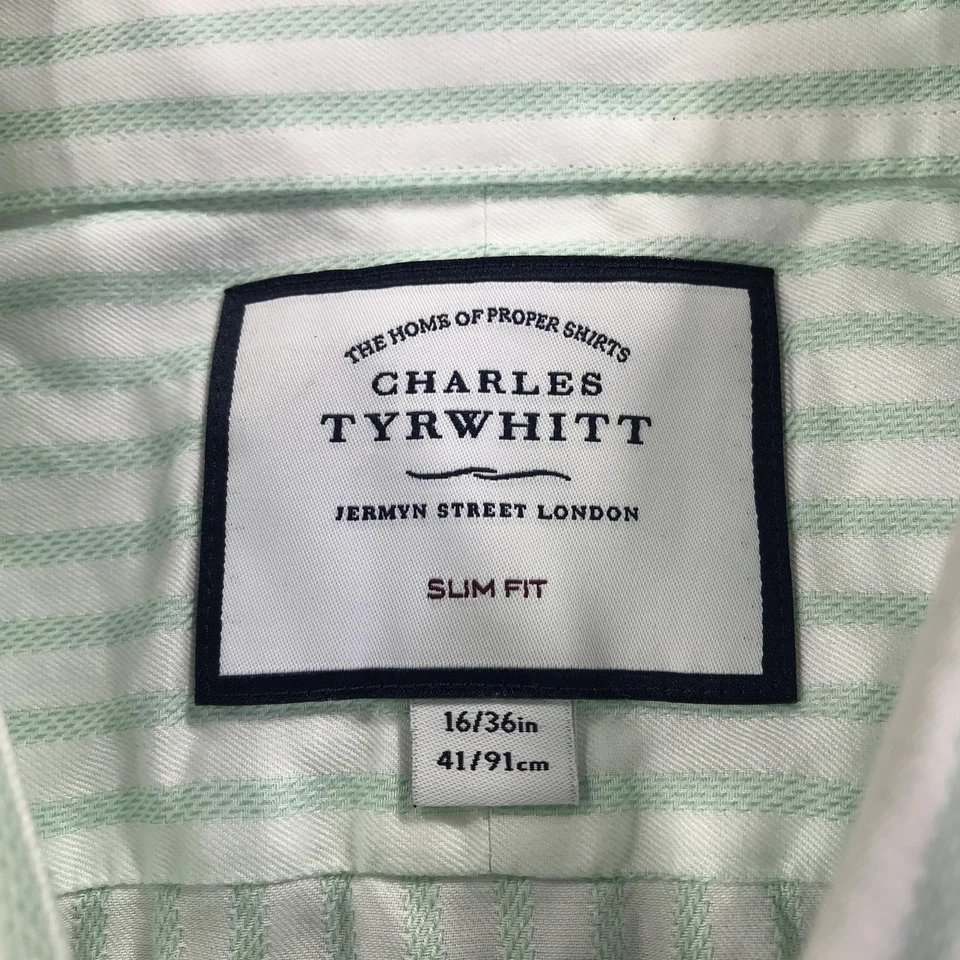 THE HOME OF PROPER SHIRTS
CHARLES
TYRWHITT
JERMYN STREET LONDON
SLIM FIT
16/36in
41/91cm